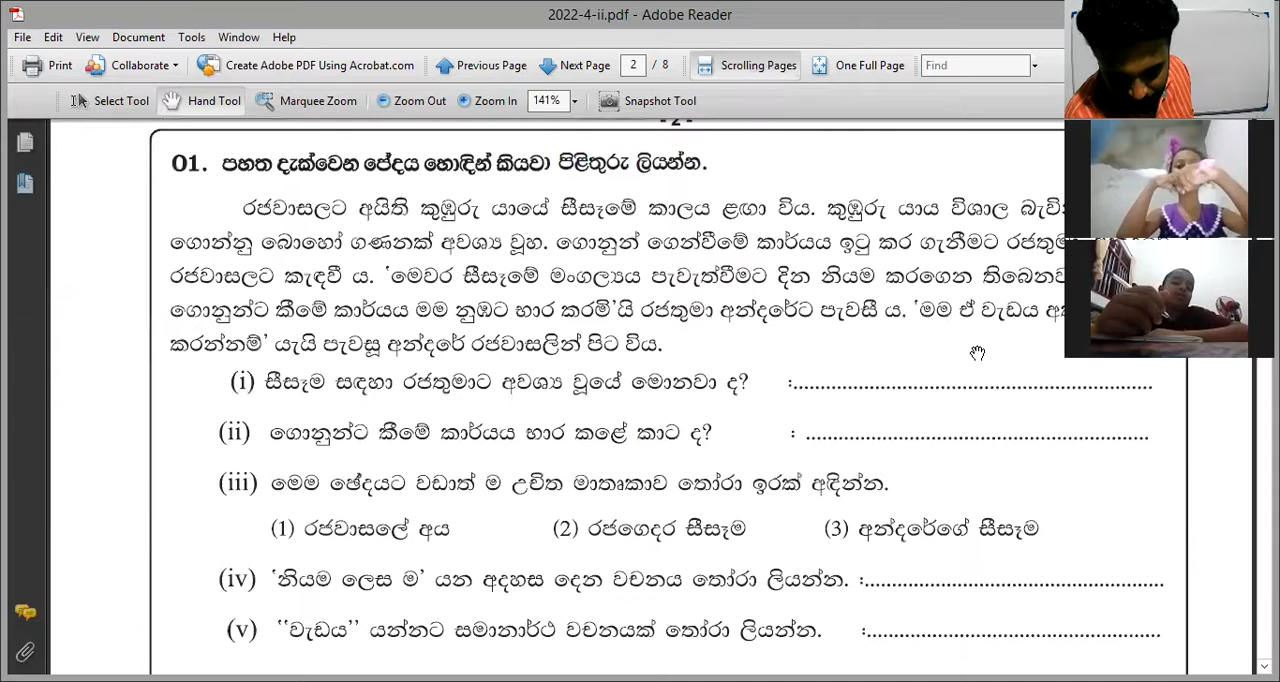 2022-4-ii.pdf - Adobe Reader
File Edit View Document Tools Window Help
Print Collaborate Create Adobe PDF Using Acrobat.com Previous Page Next Page 2 / 8 Scrolling Pages One Full Page Find
Select Tool Hand Tool Marquee Zoom Zoom Out Zoom In 141% Snapshot Tool
- 2 -
01. පහත දැක්වෙන ඡේදය හොඳින් කියවා පිළිතුරු ලියන්න.
රජවාසලට අයිති කුඹුරු යායේ සීසෑමේ කාලය ළඟා විය. කුඹුරු යාය විශාල
ගොන්නු බොහෝ ගණනක් අවශ්‍ය වූහ. ගොනුන් ගෙන්වීමේ කාර්යය ඉටු කර ගැනීමට
රජවාසලට කැඳවී ය. 'මෙවර සීසෑමේ මංගල්‍යය පැවැත්වීමට දින නියම කරගෙන
ගොනුන්ට කීමේ කාර්යය මම නුඹට භාර කරමි'යි රජතුමා අන්දරේට පැවසී ය. 'මම ඒ වැඩය
කරන්නම්' යැයි පැවසූ අන්දරේ රජවාසලින් පිට විය.
(i) සීසෑම සඳහා රජතුමාට අවශ්‍ය වූයේ මොනවා ද? :..........................................................
(ii) ගොනුන්ට කීමේ කාර්යය භාර කළේ කාට ද? : ........................................................
(iii) මෙම ඡේදයට වඩාත් ම උචිත මාතෘකාව තෝරා ඉරක් අඳින්න.
(1) රජවාසලේ අය (2) රජගෙදර සීසෑම (3) අන්දරේගේ සීසෑම
(iv) 'නියම ලෙස ම' යන අදහස දෙන වචනය තෝරා ලියන්න. :................................................
(v) "වැඩය" යන්නට සමානාර්ථ වචනයක් තෝරා ලියන්න. :................................................